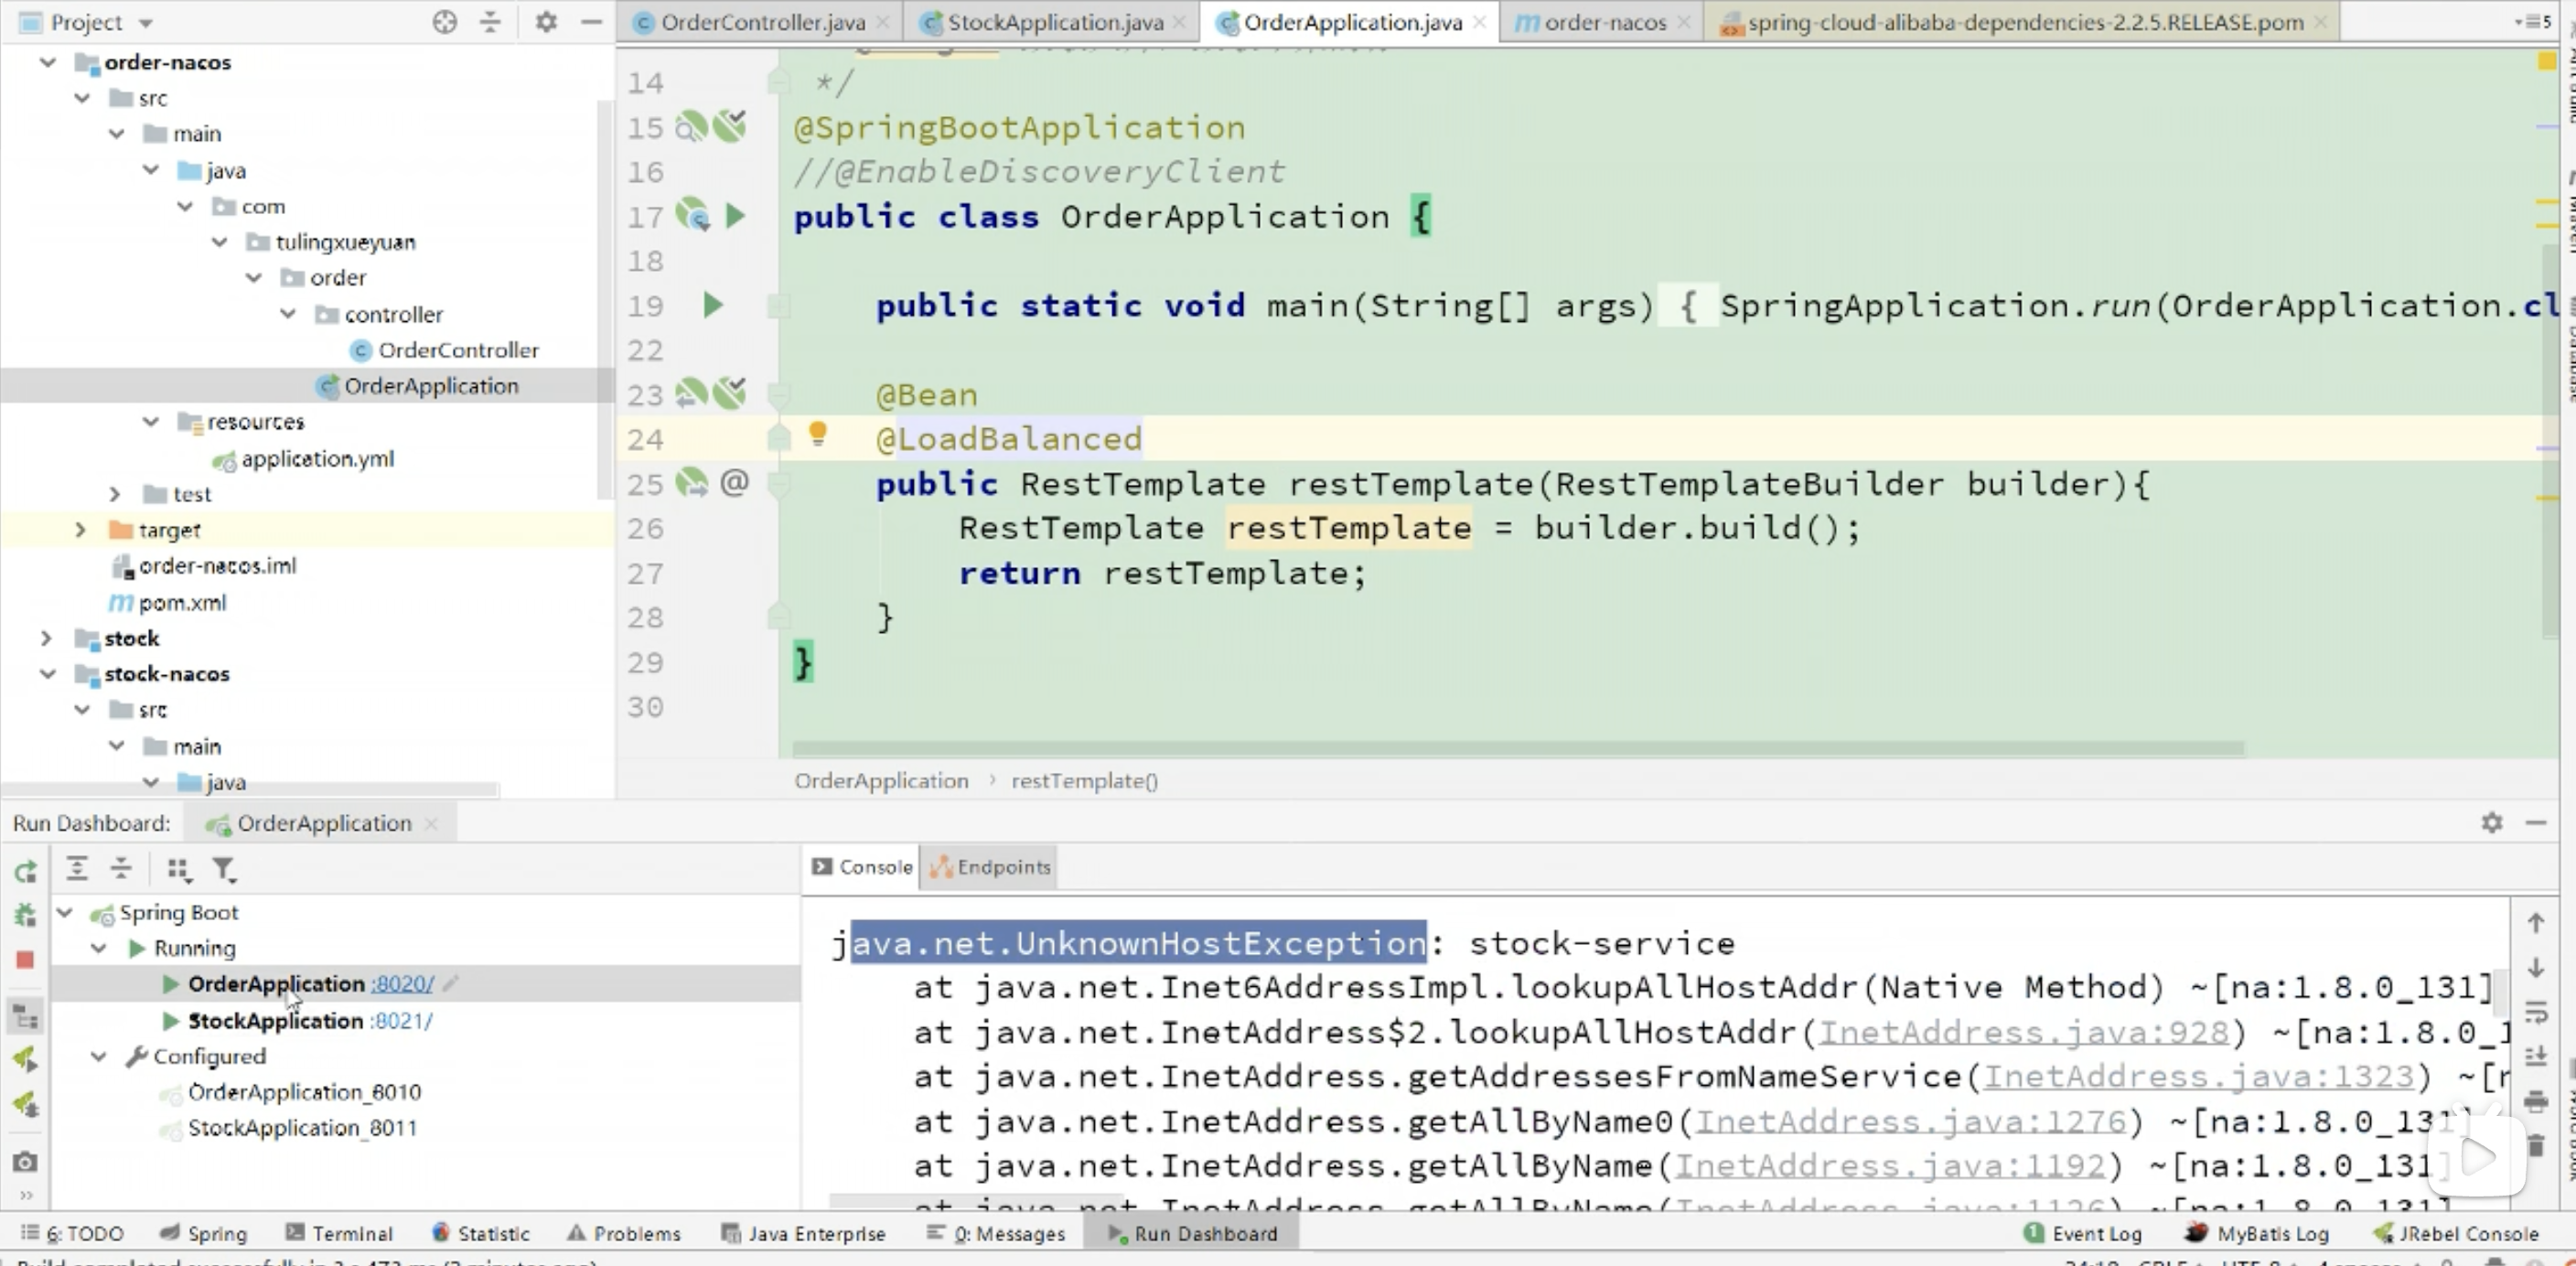 Project
OrderController.java
StockApplication.java
OrderApplication.java
order-nacos
spring-cloud-alibaba-dependencies-2.2.5.RELEASE.pom
5
order-nacos
src
main
java
com
tulingxueyuan
order
controller
OrderController
OrderApplication
resources
application.yml
test
target
order-nacos.iml
pom.xml
stock
stock-nacos
src
main
java
14 */
15 @SpringBootApplication
16 //@EnableDiscoveryClient
17 public class OrderApplication {
18
19 public static void main(String[] args) { SpringApplication.run(OrderApplication.cl
22
23 @Bean
24 @LoadBalanced
25 @ public RestTemplate restTemplate(RestTemplateBuilder builder){
26 RestTemplate restTemplate = builder.build();
27 return restTemplate;
28 }
29 }
30
OrderApplication › restTemplate()
Run Dashboard: OrderApplication
Console
Endpoints
Spring Boot
Running
OrderApplication :8020/
StockApplication :8021/
Configured
OrderApplication_8010
StockApplication_8011
java.net.UnknownHostException: stock-service
at java.net.Inet6AddressImpl.lookupAllHostAddr(Native Method) ~[na:1.8.0_131]
at java.net.InetAddress$2.lookupAllHostAddr(InetAddress.java:928) ~[na:1.8.0_1
at java.net.InetAddress.getAddressesFromNameService(InetAddress.java:1323) ~[n
at java.net.InetAddress.getAllByName0(InetAddress.java:1276) ~[na:1.8.0_131]
at java.net.InetAddress.getAllByName(InetAddress.java:1192) ~[na:1.8.0_131]
6: TODO
Spring
Terminal
Statistic
Problems
Java Enterprise
0: Messages
Run Dashboard
1 Event Log
MyBatis Log
JRebel Console